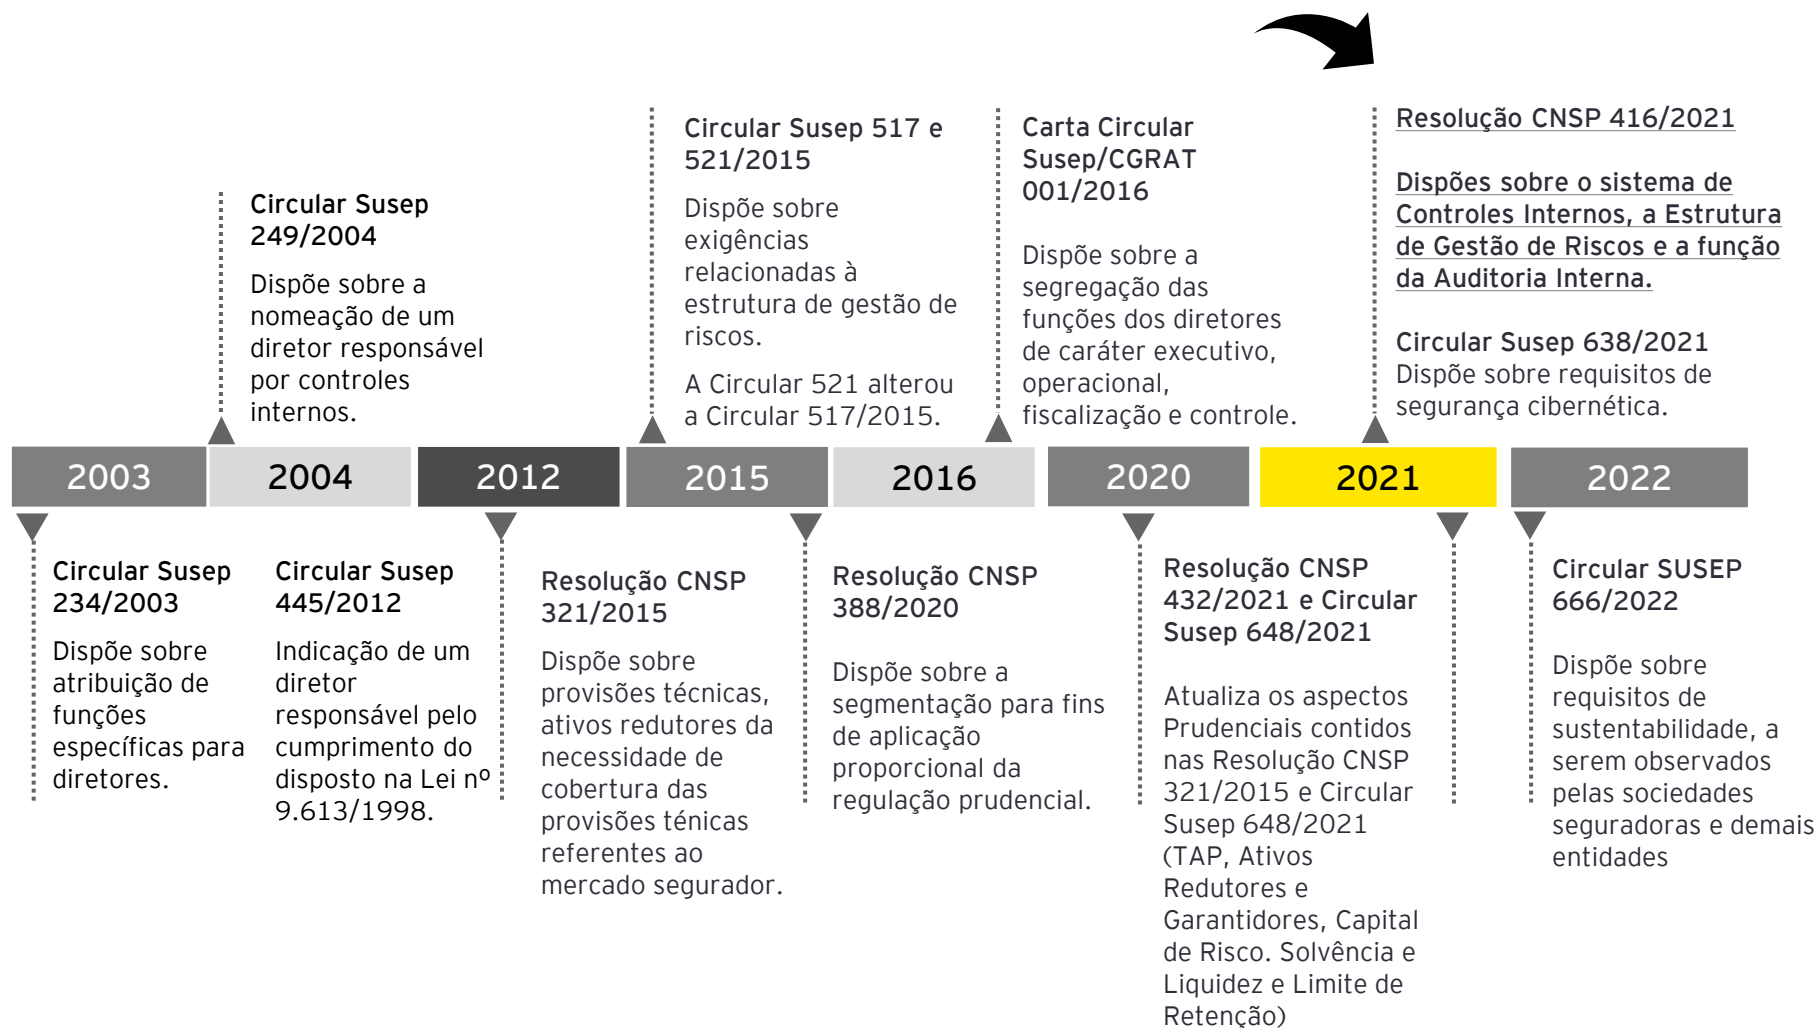 Circular Susep
249/2004
Dispõe sobre a
nomeação de um
diretor responsável
por controles
internos.
Circular Susep 517 e
521/2015
Dispõe sobre
exigências
relacionadas à
estrutura de gestão de
riscos.
A Circular 521 alterou
a Circular 517/2015.
Carta Circular
Susep/CGRAT
001/2016
Dispõe sobre a
segregação das
funções dos diretores
de caráter executivo,
operacional,
fiscalização e controle.
Resolução CNSP 416/2021
Dispões sobre o sistema de
Controles Internos, a Estrutura
de Gestão de Riscos e a função
da Auditoria Interna.
Circular Susep 638/2021
Dispõe sobre requisitos de
segurança cibernética.
2003
2004
2012
2015
2016
2020
2021
2022
Circular Susep
234/2003
Dispõe sobre
atribuição de
funções
específicas para
diretores.
Circular Susep
445/2012
Indicação de um
diretor
responsável pelo
cumprimento do
disposto na Lei nº
9.613/1998.
Resolução CNSP
321/2015
Dispõe sobre
provisões técnicas,
ativos redutores da
necessidade de
cobertura das
provisões ténicas
referentes ao
mercado segurador.
Resolução CNSP
388/2020
Dispõe sobre a
segmentação para fins
de aplicação
proporcional da
regulação prudencial.
Resolução CNSP
432/2021 e Circular
Susep 648/2021
Atualiza os aspectos
Prudenciais contidos
nas Resolução CNSP
321/2015 e Circular
Susep 648/2021
(TAP, Ativos
Redutores e
Garantidores, Capital
de Risco. Solvência e
Liquidez e Limite de
Retenção)
Circular SUSEP
666/2022
Dispõe sobre
requisitos de
sustentabilidade, a
serem observados
pelas sociedades
seguradoras e demais
entidades